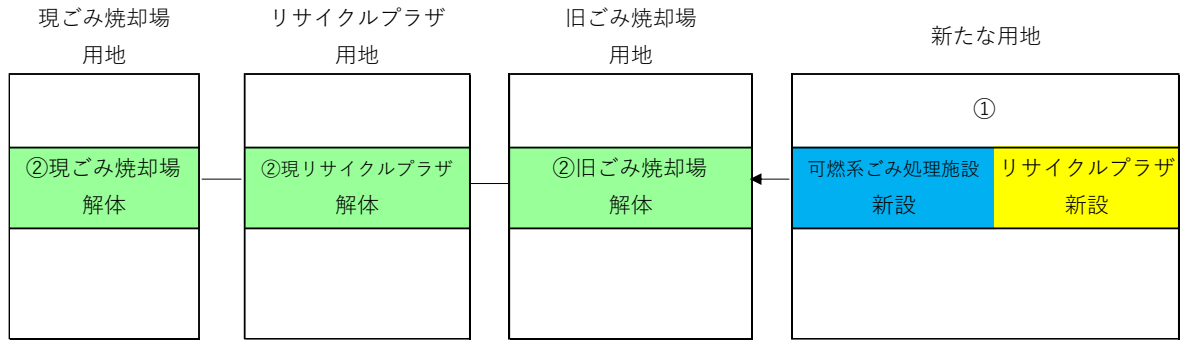 現ごみ焼却場
用地
リサイクルプラザ
用地
旧ごみ焼却場
用地
新たな用地
①
②現ごみ焼却場
解体
②現リサイクルプラザ
解体
②旧ごみ焼却場
解体
可燃系ごみ処理施設
新設
リサイクルプラザ
新設